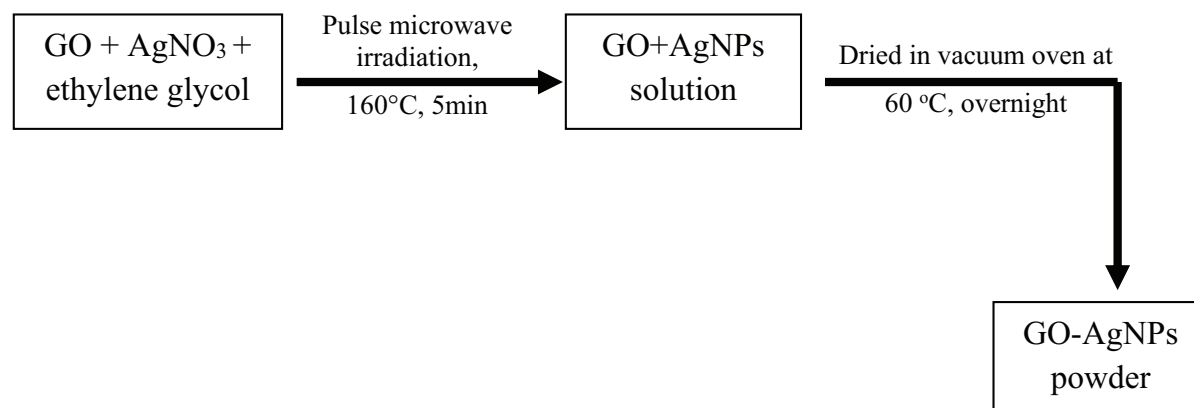 GO + AgNO₃ +
ethylene glycol
Pulse microwave
irradiation,
160°C, 5min
GO+AgNPs
solution
Dried in vacuum oven at
60 °C, overnight
GO-AgNPs
powder